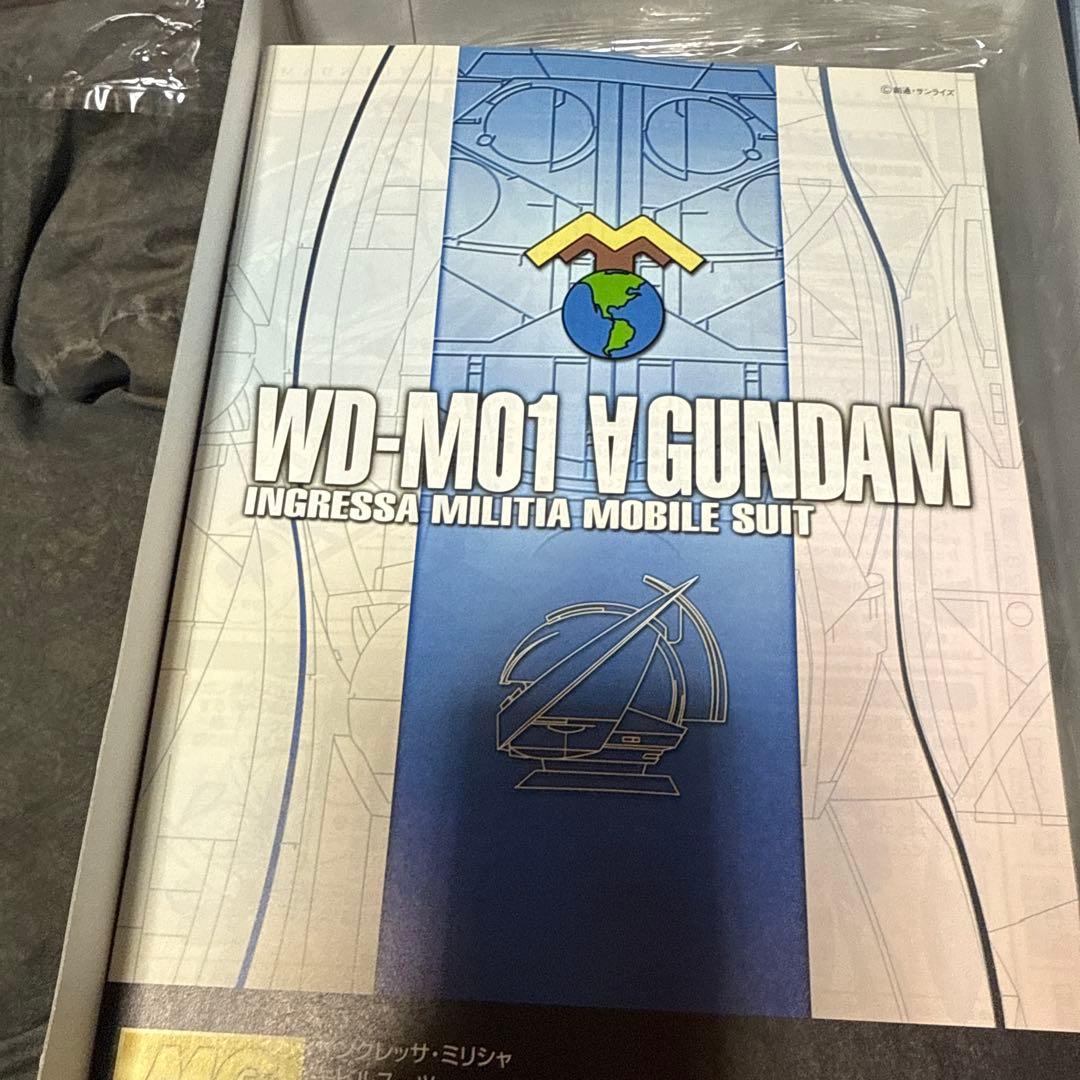 ©創通・サンライズ
WD-M01 ∀ GUNDAM
INGRESSA MILITIA MOBILE SUIT
MG
イングレッサ・ミリシャ